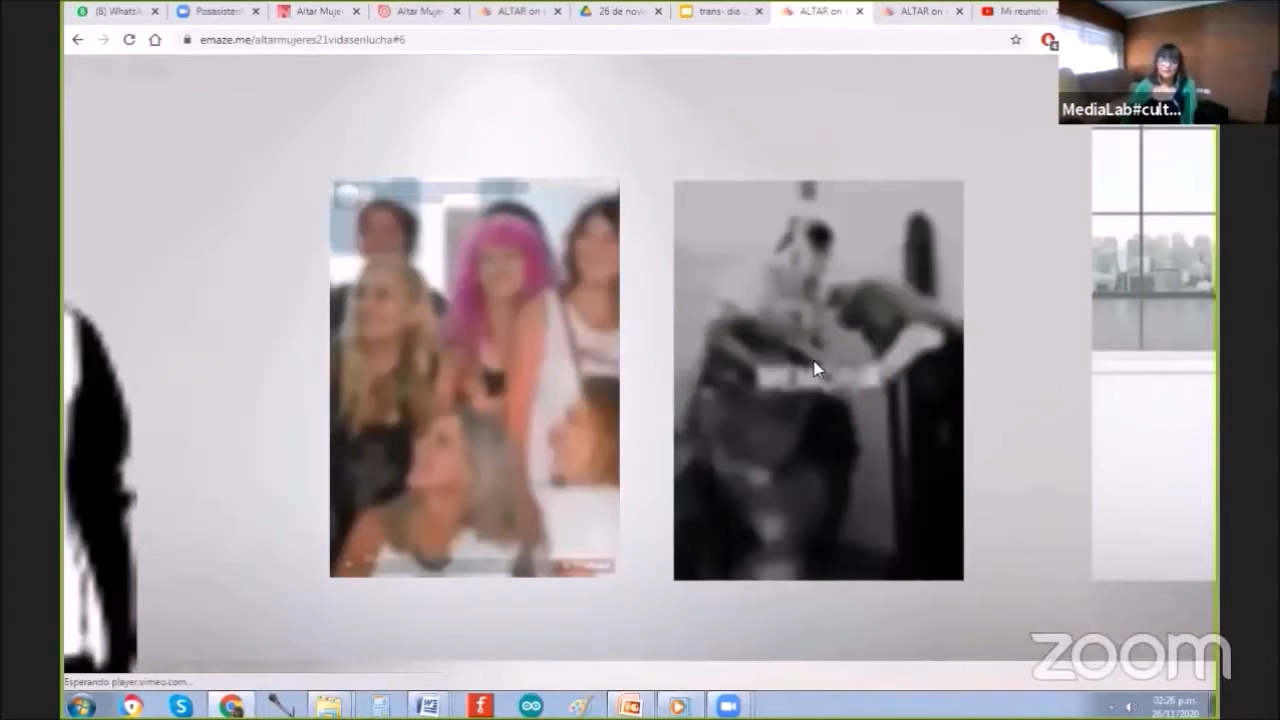 (8) WhatsA
Posasisten
Altar Muje
Altar Muje
ALTAR on
26 de novi
trans- dia
ALTAR on
ALTAR on
Mi reunión
emaze.me/altarmujeres21vidasenlucha#6
MediaLab#cult...
zoom
Esperando player.vimeo.com...
02:26 p.m.
26/11/2020